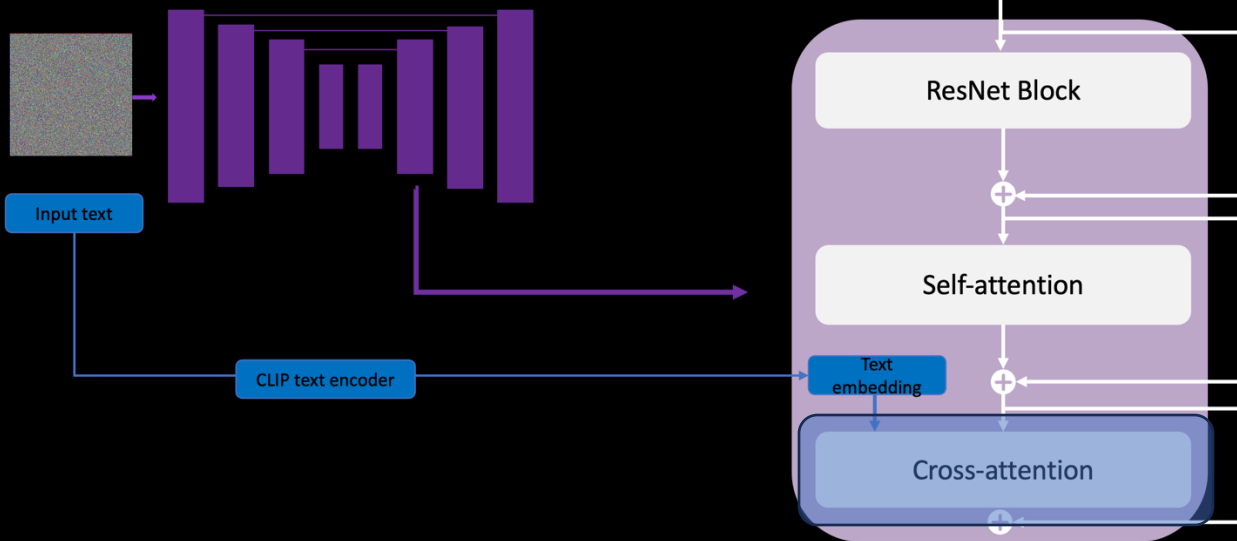 ResNet Block
Input text
Self-attention
CLIP text encoder
Text
embedding
Cross-attention